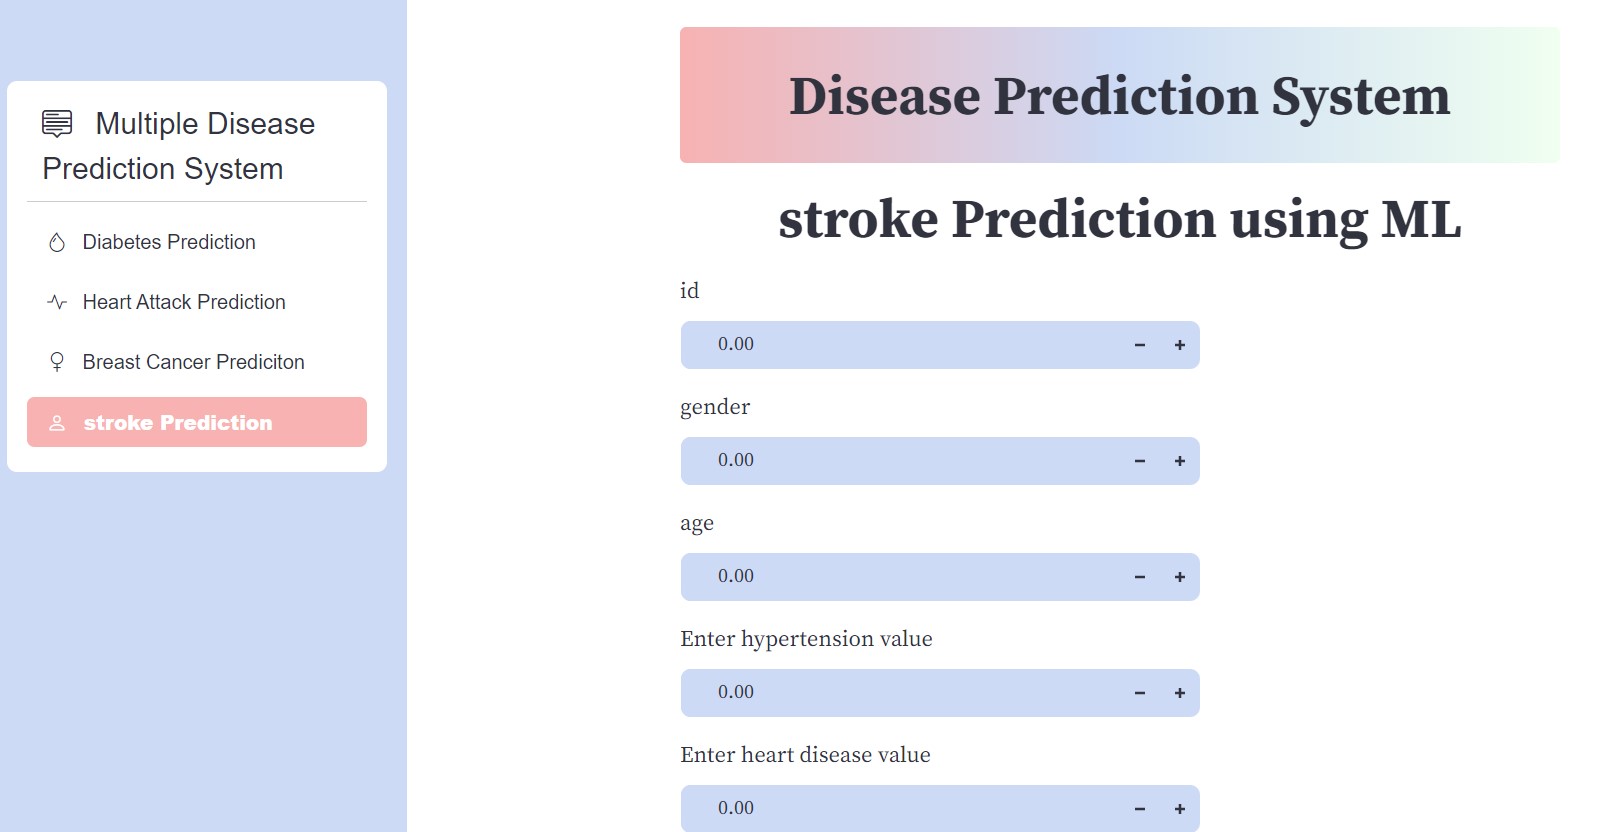 Multiple Disease
Prediction System
Diabetes Prediction
Heart Attack Prediction
Breast Cancer Prediciton
stroke Prediction
Disease Prediction System
stroke Prediction using ML
id
0.00
gender
0.00
age
0.00
Enter hypertension value
0.00
Enter heart disease value
0.00